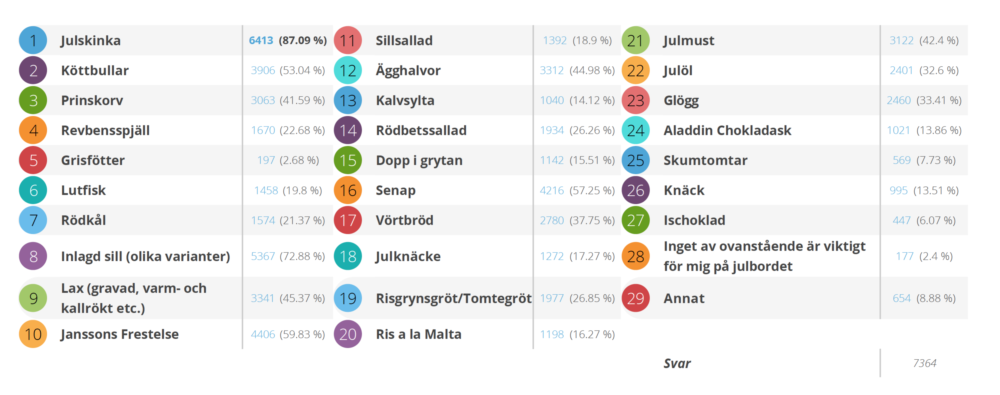 1 Julskinka 6413 (87.09 %)
2 Köttbullar 3906 (53.04 %)
3 Prinskorv 3063 (41.59 %)
4 Revbensspjäll 1670 (22.68 %)
5 Grisfötter 197 (2.68 %)
6 Lutfisk 1458 (19.8 %)
7 Rödkål 1574 (21.37 %)
8 Inlagd sill (olika varianter) 5367 (72.88 %)
9 Lax (gravad, varm- och
kallrökt etc.) 3341 (45.37 %)
10 Janssons Frestelse 4406 (59.83 %)
11 Sillsallad 1392 (18.9 %)
12 Ägghalvor 3312 (44.98 %)
13 Kalvsylta 1040 (14.12 %)
14 Rödbetssallad 1934 (26.26 %)
15 Dopp i grytan 1142 (15.51 %)
16 Senap 4216 (57.25 %)
17 Vörtbröd 2780 (37.75 %)
18 Julknäcke 1272 (17.27 %)
19 Risgrynsgröt/Tomtegröt 1977 (26.85 %)
20 Ris a la Malta 1198 (16.27 %)
21 Julmust 3122 (42.4 %)
22 Julöl 2401 (32.6 %)
23 Glögg 2460 (33.41 %)
24 Aladdin Chokladask 1021 (13.86 %)
25 Skumtomtar 569 (7.73 %)
26 Knäck 995 (13.51 %)
27 Ischoklad 447 (6.07 %)
28 Inget av ovanstående är viktigt
för mig på julbordet 177 (2.4 %)
29 Annat 654 (8.88 %)
Svar 7364